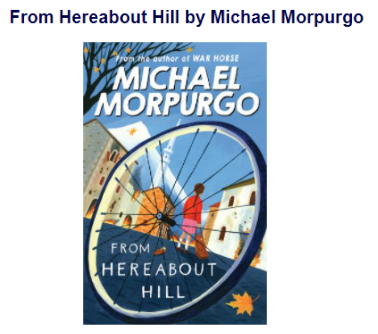 From Hereabout Hill by Michael Morpurgo
From the author of WAR HORSE
MICHAEL
MORPURGO
FROM
HEREABOUT
HILL